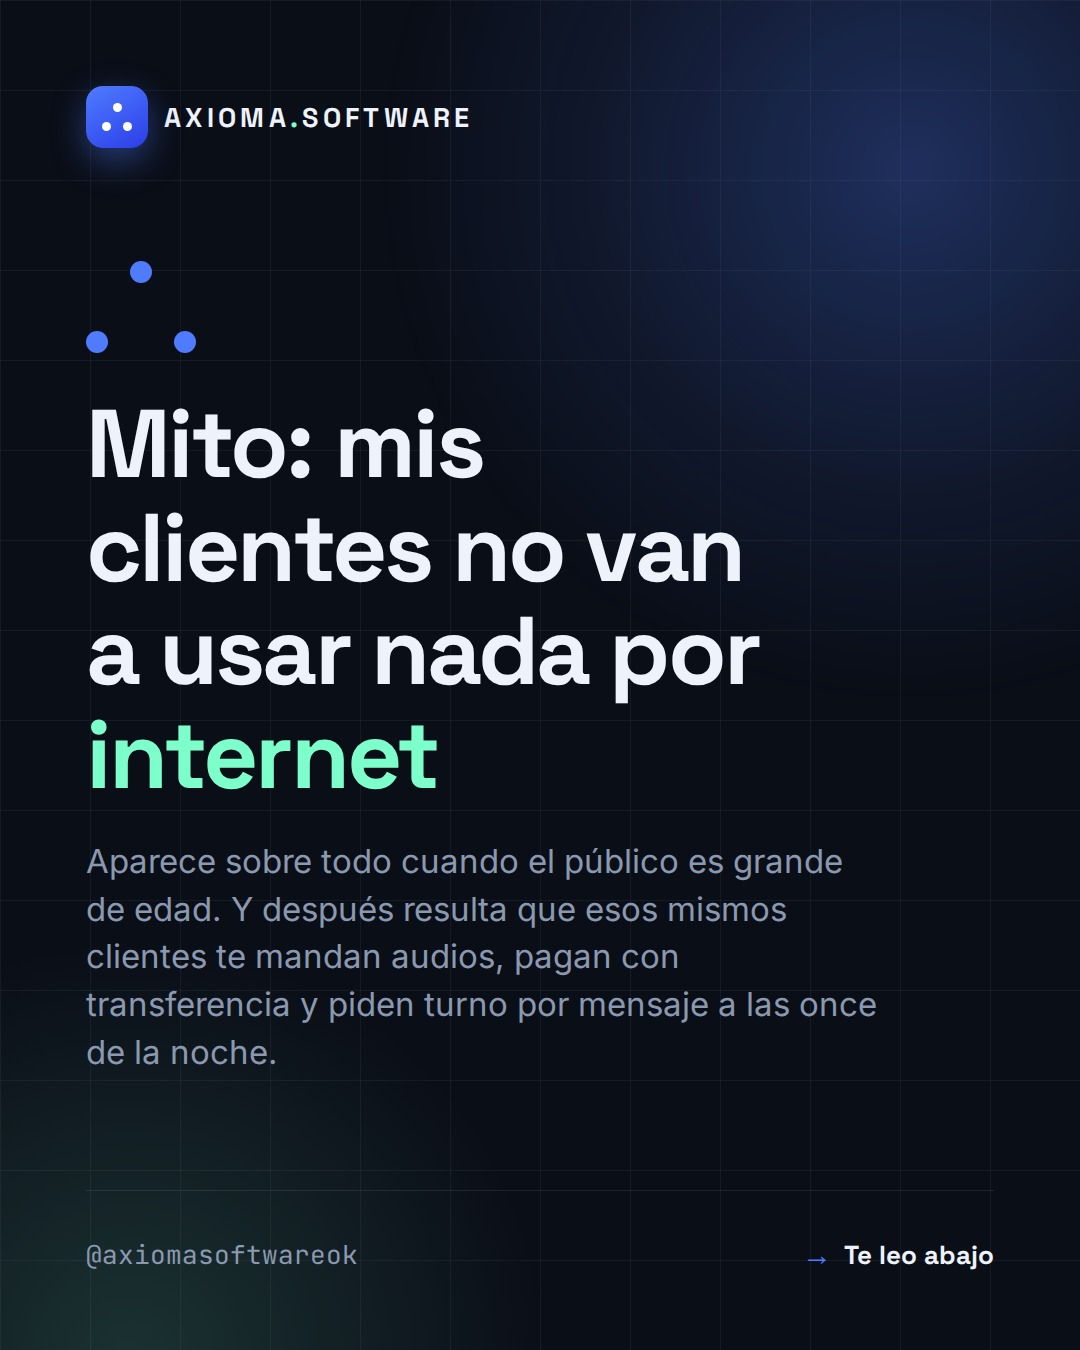 AXIOMA.SOFTWARE
Mito: mis
clientes no van
a usar nada por
internet
Aparece sobre todo cuando el público es grande
de edad. Y después resulta que esos mismos
clientes te mandan audios, pagan con
transferencia y piden turno por mensaje a las once
de la noche.
@axiomasoftwareok
→ Te leo abajo